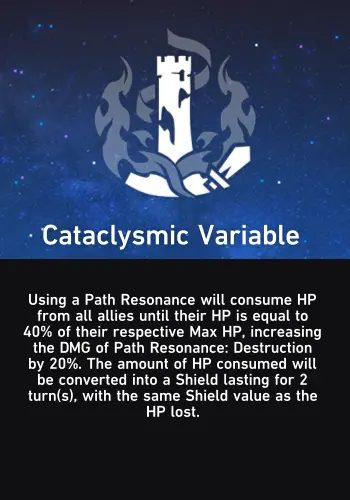 Cataclysmic Variable
Using a Path Resonance will consume HP
from all allies until their HP is equal to
40% of their respective Max HP, increasing
the DMG of Path Resonance: Destruction
by 20%. The amount of HP consumed will
be converted into a Shield lasting for 2
turn(s), with the same Shield value as the
HP lost.